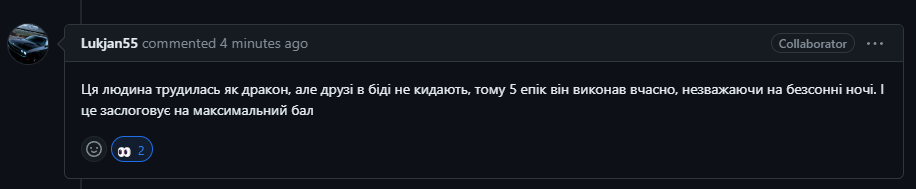 Lukjan55 commented 4 minutes ago Collaborator
Ця людина трудилась як дракон, але друзі в біді не кидають, тому 5 епік він виконав вчасно, незважаючи на безсонні ночі. І
це заслоговує на максимальний бал
2